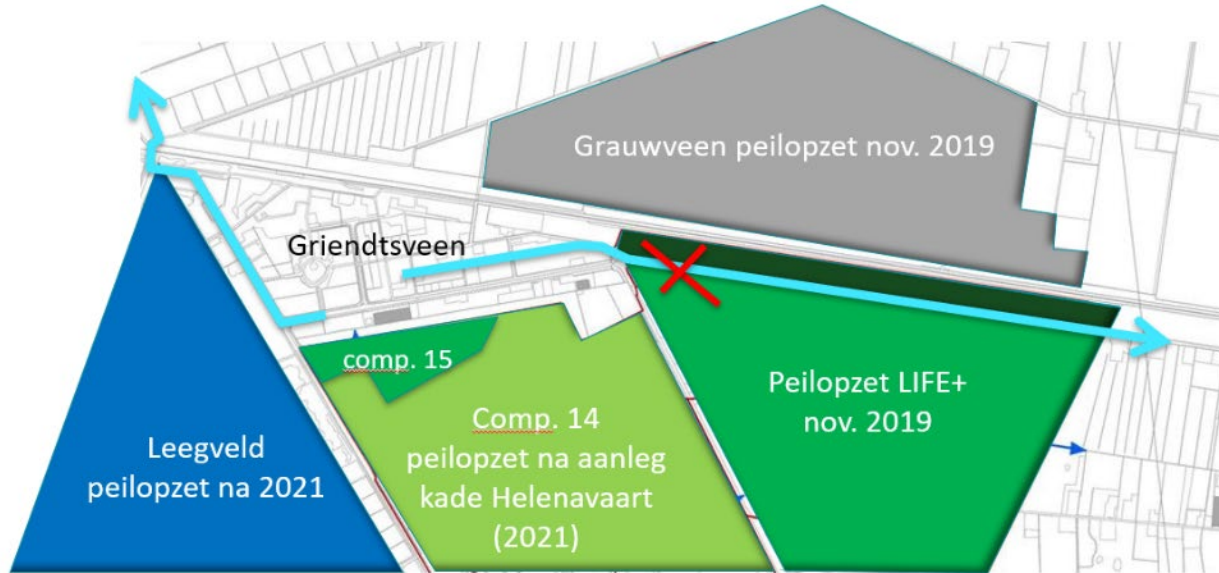 Grauwveen peilopzet nov. 2019
Griendtsveen
comp. 15
Peilopzet LIFE+
nov. 2019
Comp. 14
peilopzet na aanleg
kade Helenavaart
(2021)
Leegveld
peilopzet na 2021